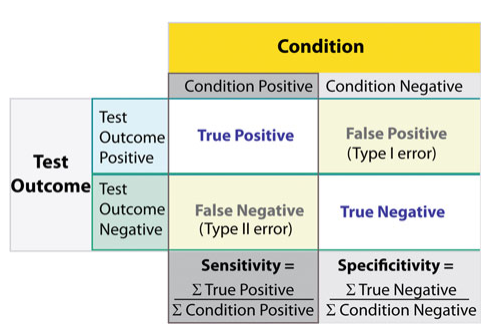 Condition
Condition Positive Condition Negative
Test
Outcome
Test
Outcome
Positive
True Positive
False Positive
(Type I error)
Test
Outcome
Negative
False Negative
(Type II error)
True Negative
Sensitivity =
Σ True Positive
Σ Condition Positive
Specificitivity =
Σ True Negative
Σ Condition Negative